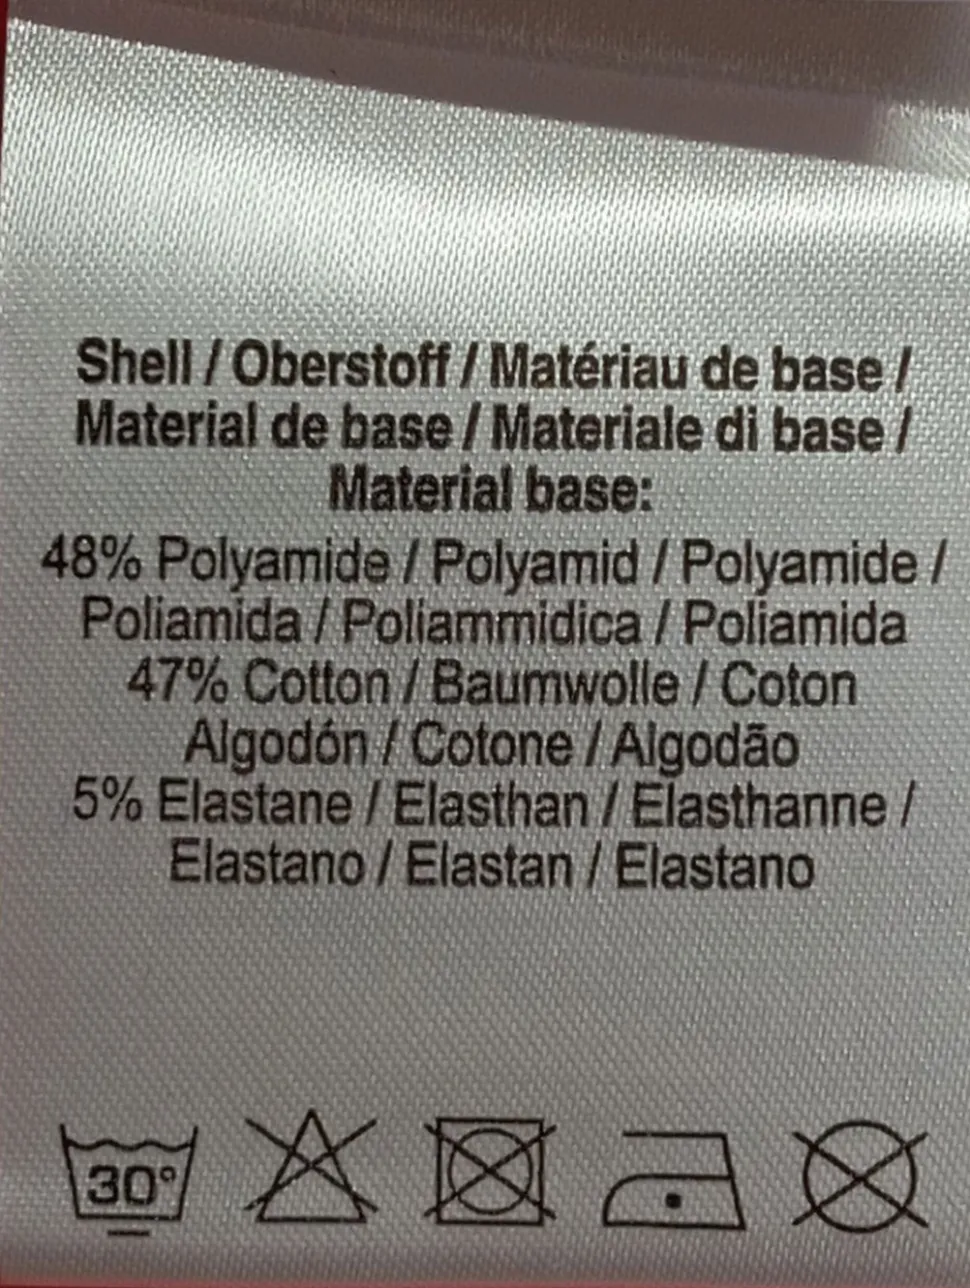 Shell / Oberstoff / Matériau de base /
Material de base / Materiale di base /
Material base:
48% Polyamide / Polyamid / Polyamide /
Poliamida / Poliammidica / Poliamida
47% Cotton / Baumwolle / Coton
Algodón / Cotone / Algodão
5% Elastane / Elasthan / Elasthanne /
Elastano / Elastan / Elastano
30°